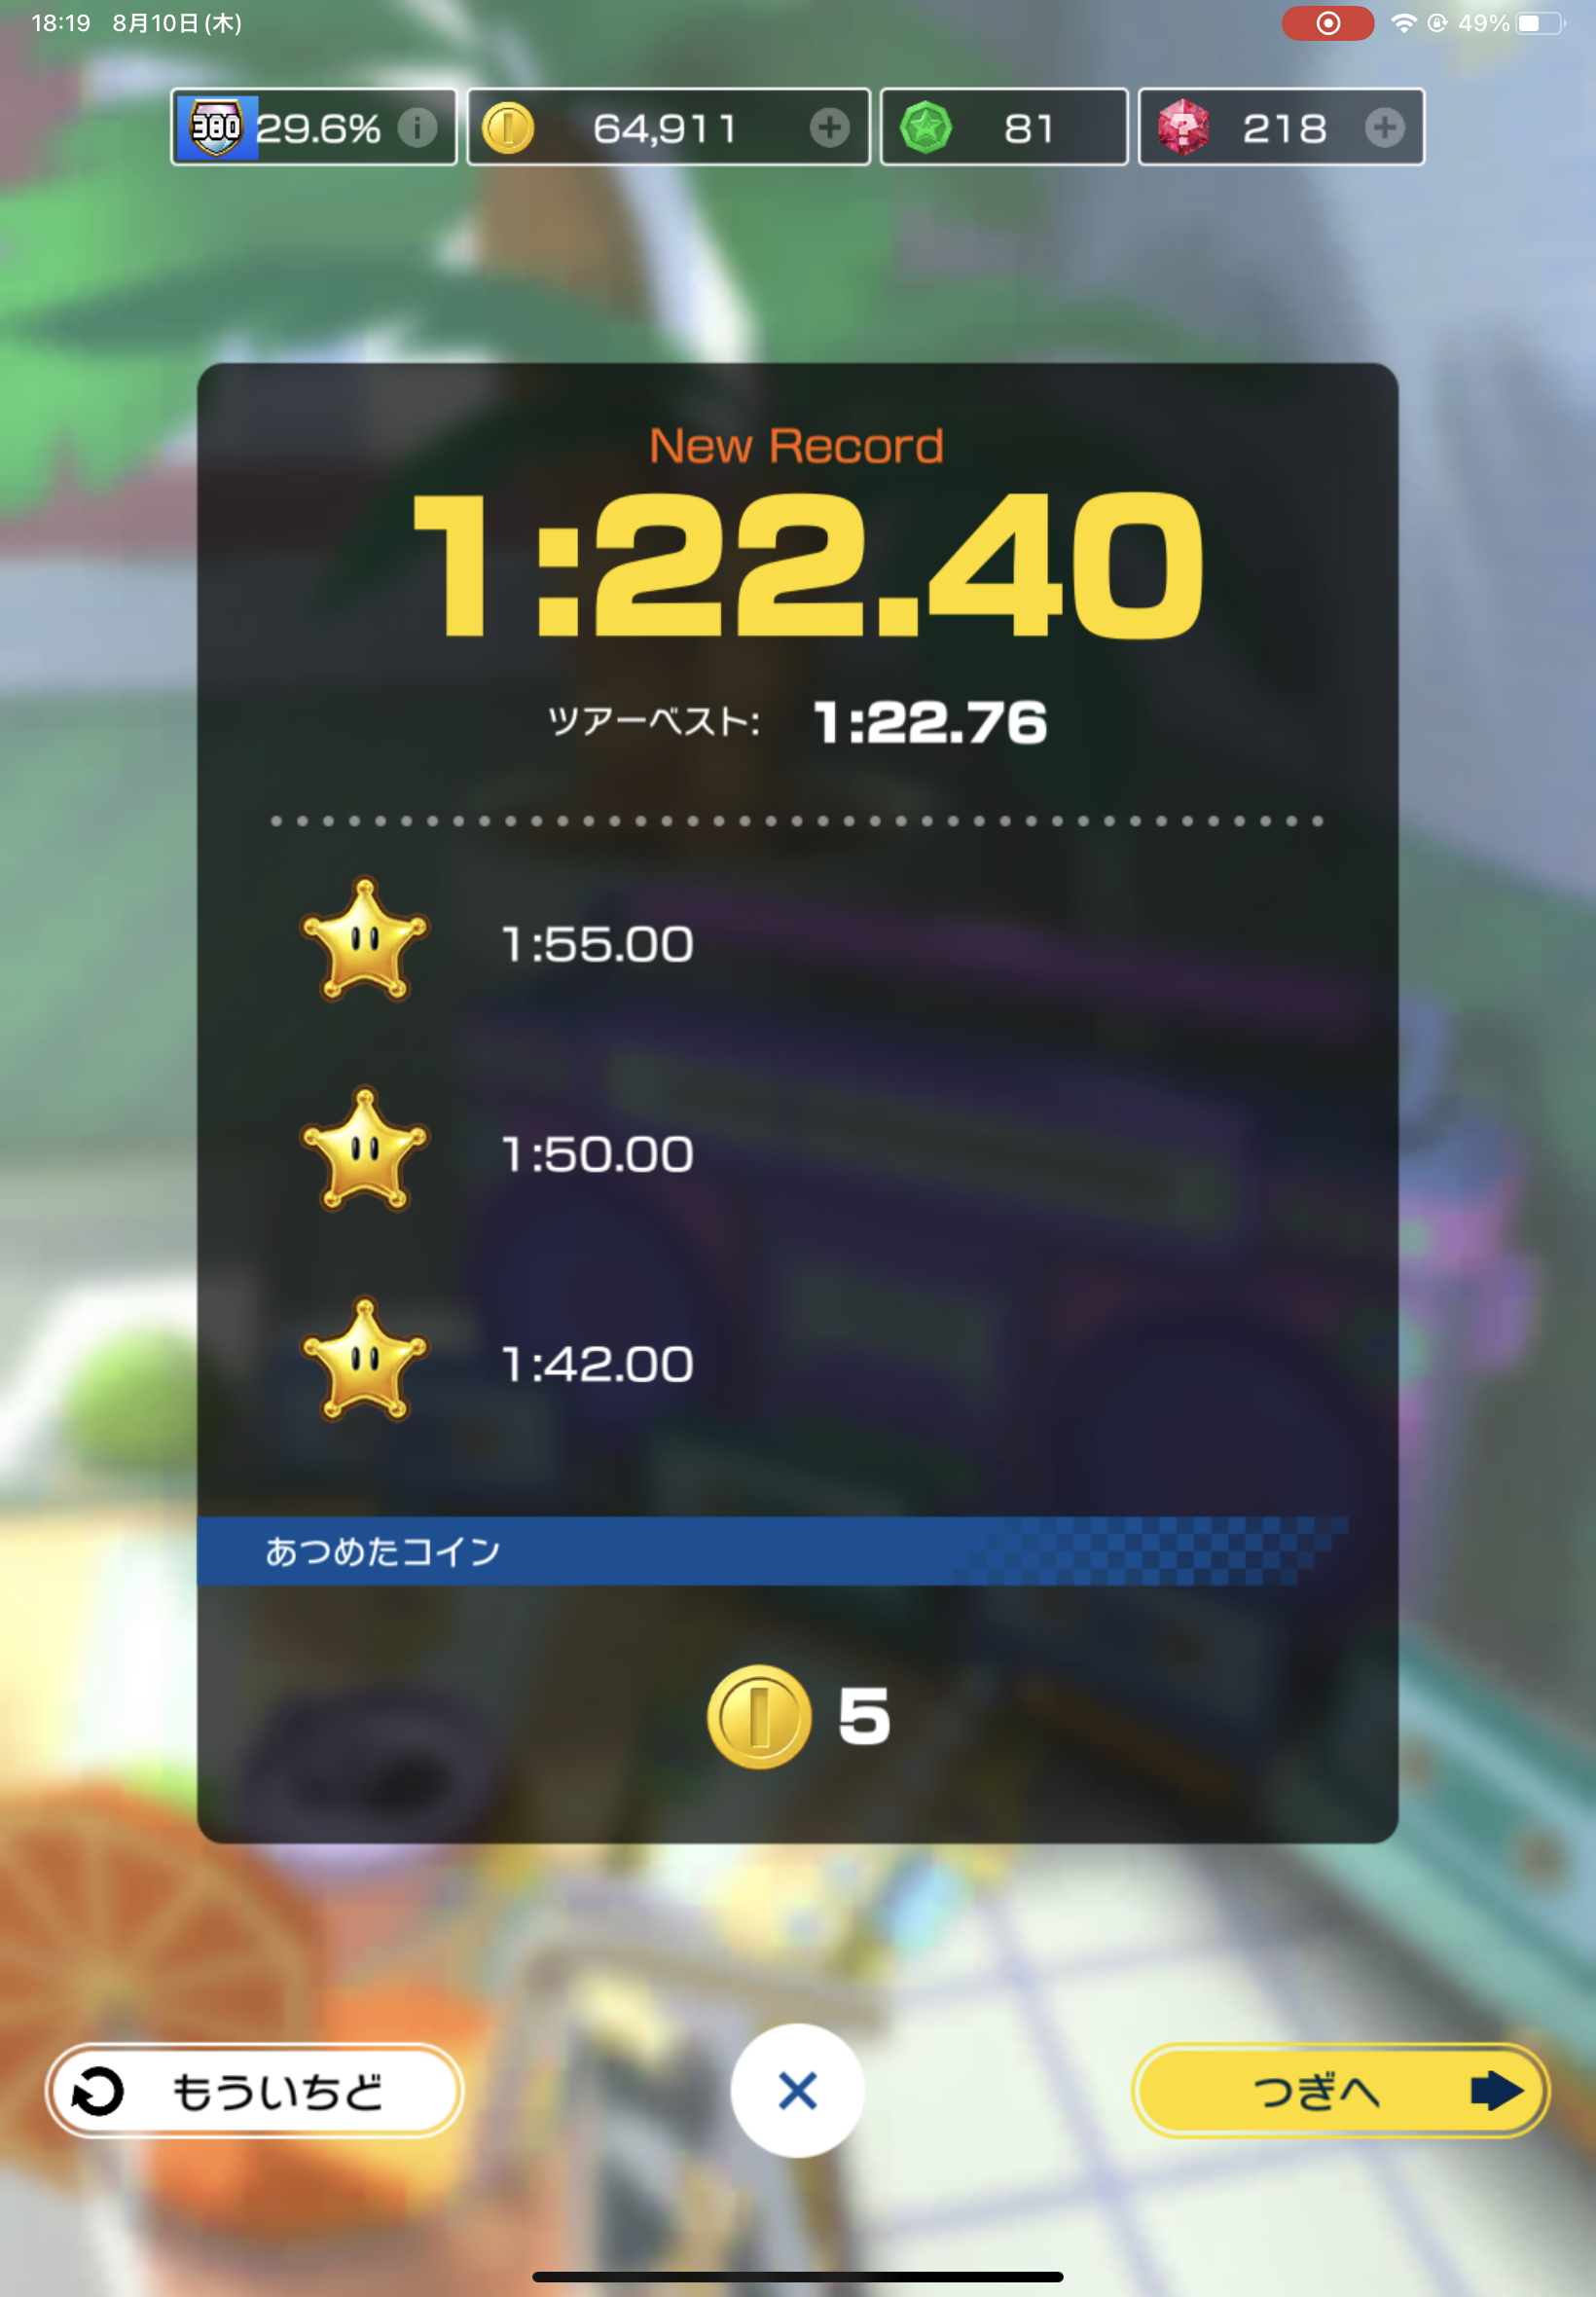 18:19 8月10日(木) 49%
380 29.6% i 64,911 + 81 ? 218 +
New Record
1:22.40
ツアーベスト: 1:22.76
1:55.00
1:50.00
1:42.00
あつめたコイン
5
もういちど × つぎへ